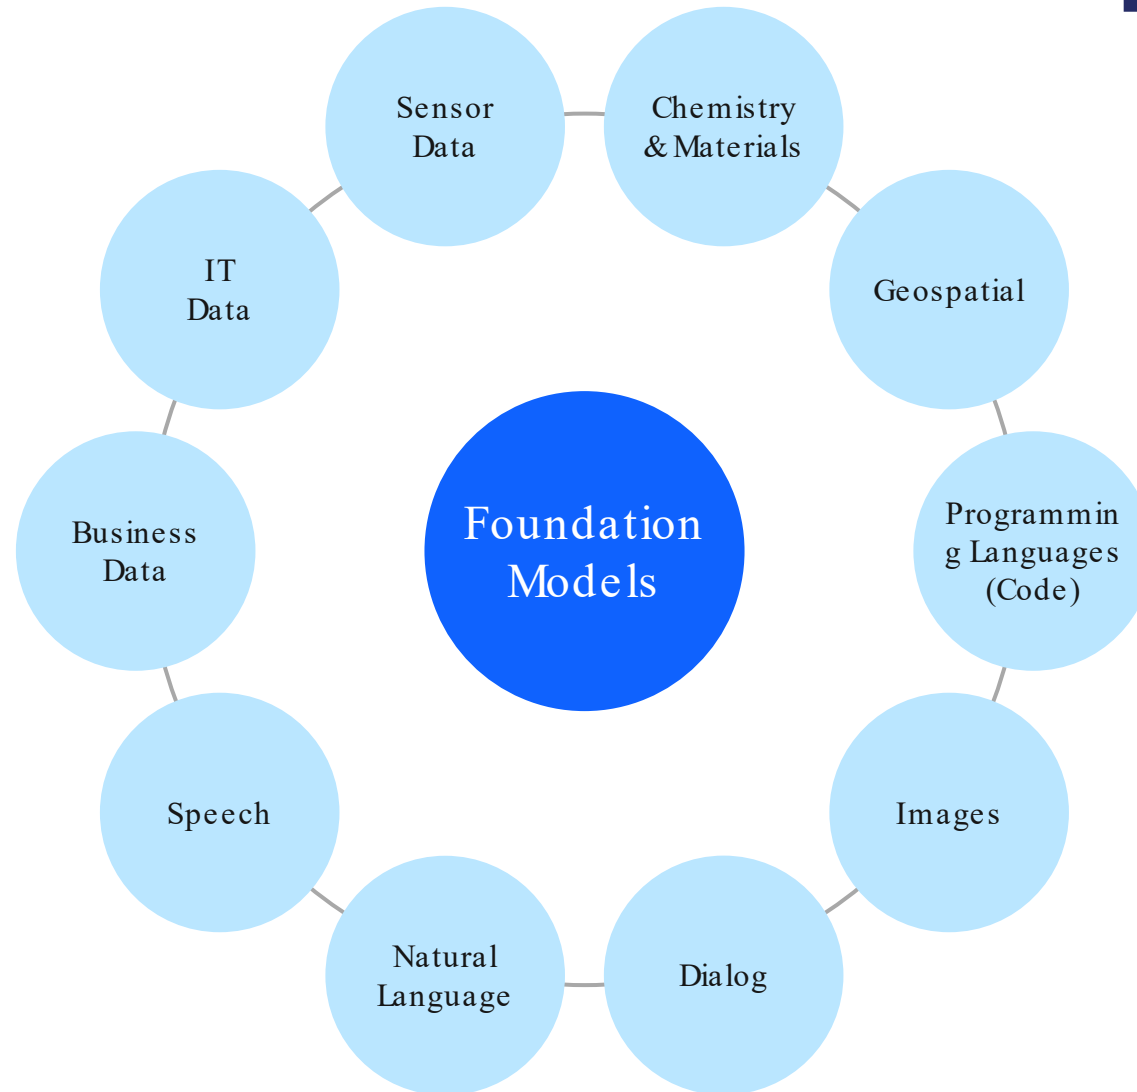 Sensor
Data
Chemistry
& Materials
IT
Data
Geospatial
Business
Data
Foundation
Models
Programmin
g Languages
(Code)
Speech
Images
Natural
Language
Dialog